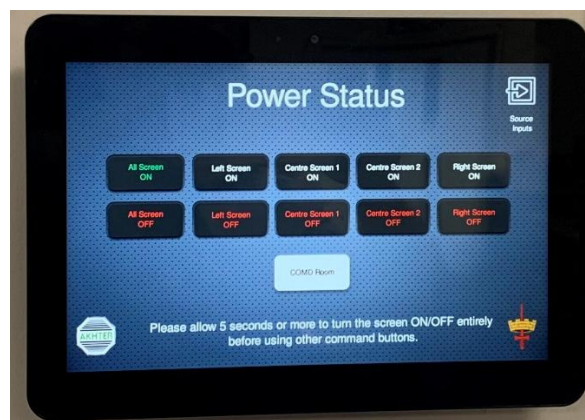 Power Status
Source
Inputs
All Screen
ON
Left Screen
ON
Centre Screen 1
ON
Centre Screen 2
ON
Right Screen
ON
All Screen
OFF
Left Screen
OFF
Centre Screen 1
OFF
Centre Screen 2
OFF
Right Screen
OFF
COMD Room
Please allow 5 seconds or more to turn the screen ON/OFF entirely
before using other command buttons.
AKHTER